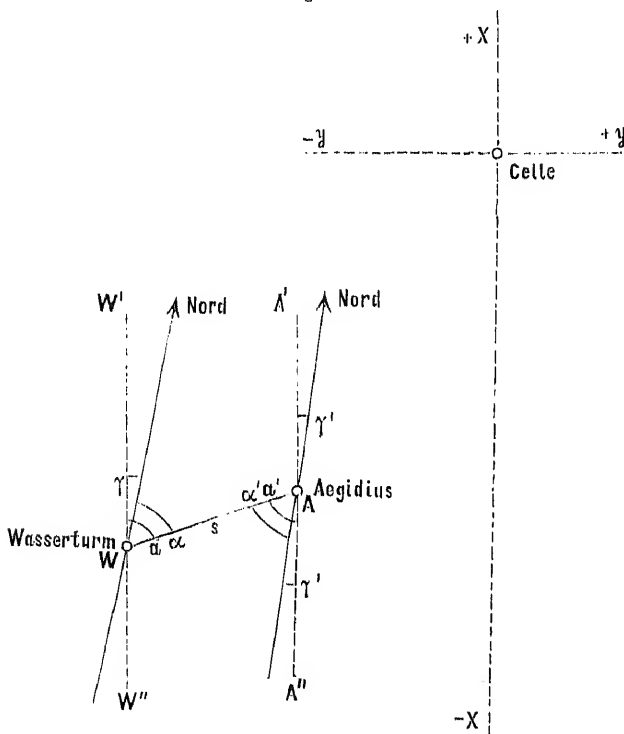 +X
-y
+y
Celle
W'
Nord
A'
Nord
γ'
γ
α' a'
Aegidius
A
Wasserturm
W
a
α
s
γ'
W"
A"
-X